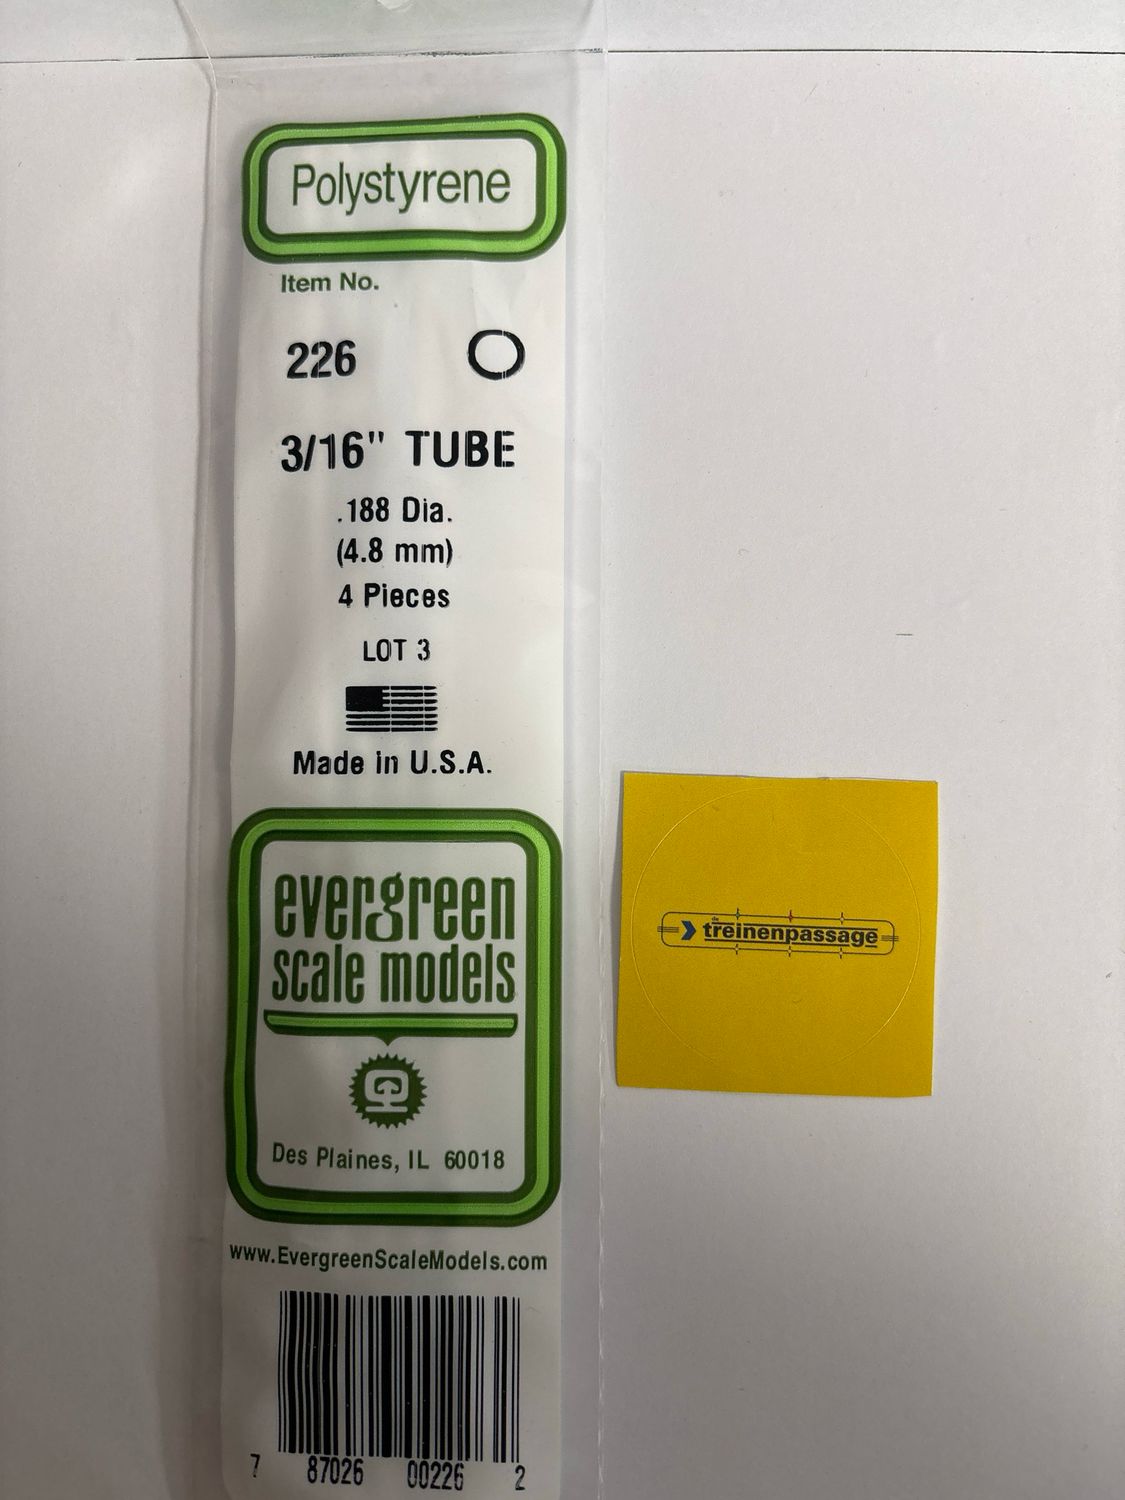 Polystyrene
Item No.
226
3/16" TUBE
.188 Dia.
(4.8 mm)
4 Pieces
LOT 3
Made in U.S.A.
evergreen
scale models
Des Plaines, IL 60018
www.EvergreenScaleModels.com
7 87026 00226 2
de
treinenpassage